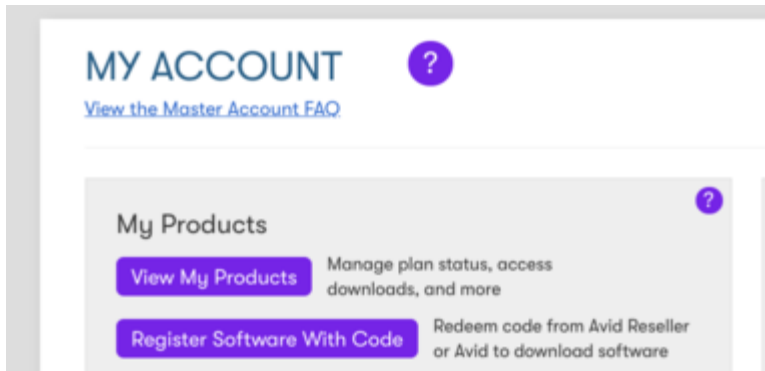 MY ACCOUNT ?
View the Master Account FAQ
?
My Products
View My Products
Manage plan status, access
downloads, and more
Register Software With Code
Redeem code from Avid Reseller
or Avid to download software